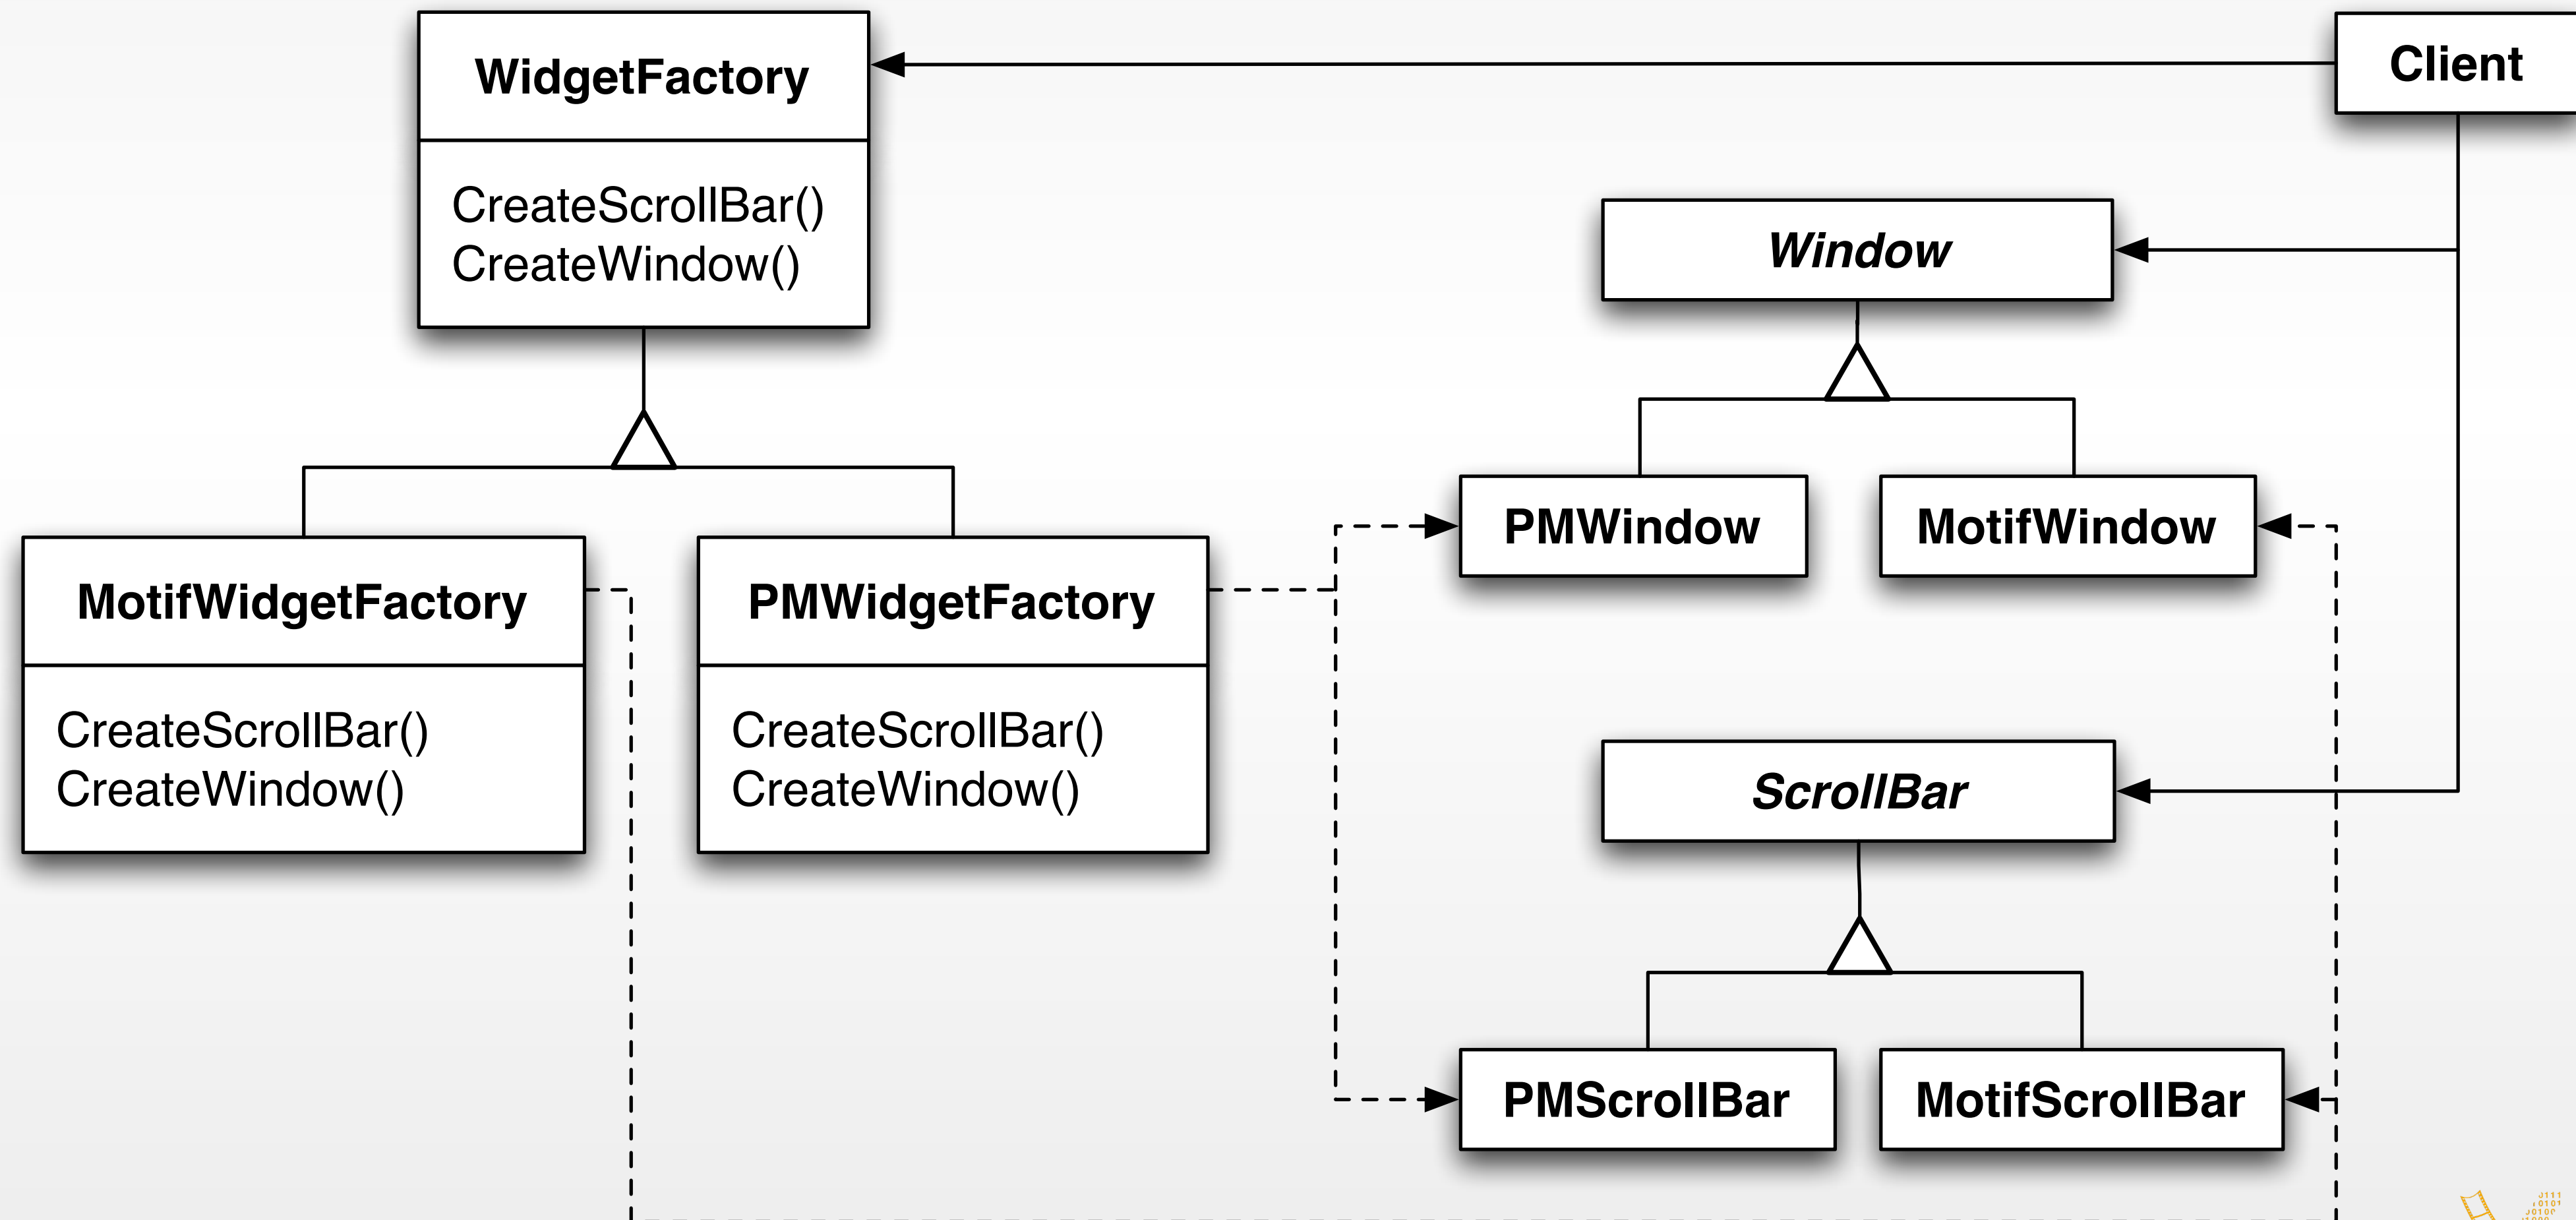 WidgetFactory
CreateScrollBar()
CreateWindow()
Client
Window
PMWindow
MotifWindow
MotifWidgetFactory
CreateScrollBar()
CreateWindow()
PMWidgetFactory
CreateScrollBar()
CreateWindow()
ScrollBar
PMScrollBar
MotifScrollBar